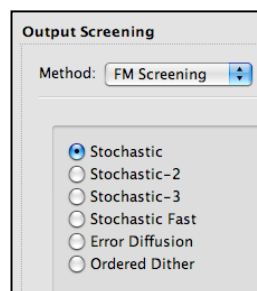 Output Screening
Method: FM Screening
Stochastic
Stochastic-2
Stochastic-3
Stochastic Fast
Error Diffusion
Ordered Dither